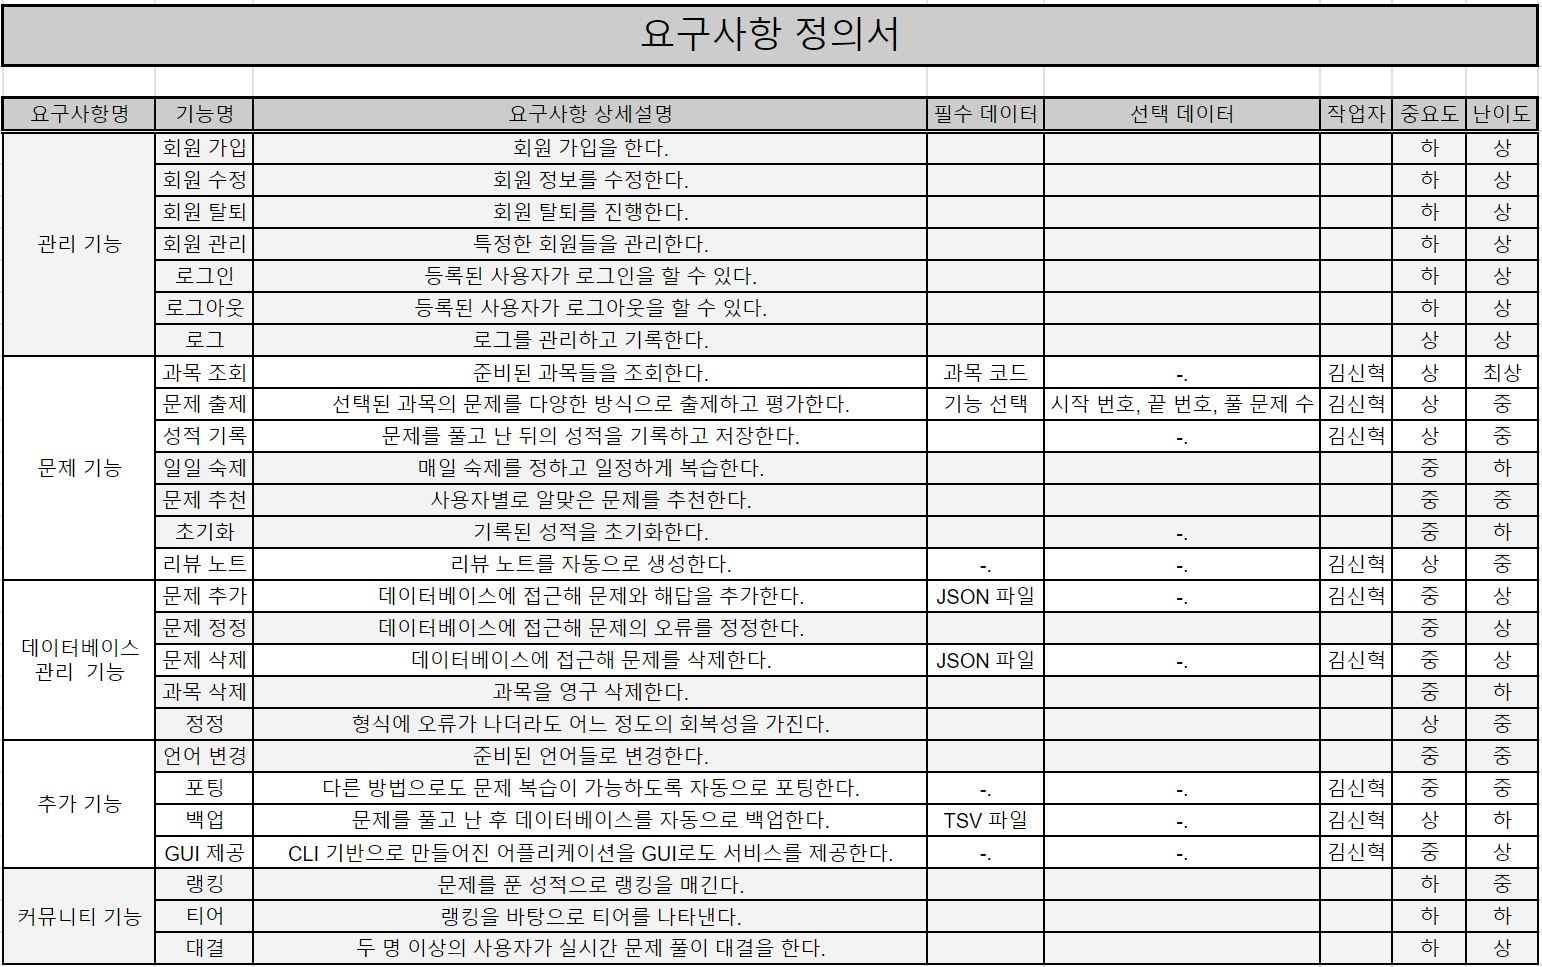 요구사항 정의서
요구사항명 기능명 요구사항 상세설명 필수 데이터 선택 데이터 작업자 중요도 난이도
관리 기능
회원 가입 회원 가입을 한다. 하 상
회원 수정 회원 정보를 수정한다. 하 상
회원 탈퇴 회원 탈퇴를 진행한다. 하 상
회원 관리 특정한 회원들을 관리한다. 하 상
로그인 등록된 사용자가 로그인을 할 수 있다. 하 상
로그아웃 등록된 사용자가 로그아웃을 할 수 있다. 하 상
로그 로그를 관리하고 기록한다. 상 상
문제 기능
과목 조회 준비된 과목들을 조회한다. 과목 코드 -. 김신혁 상 최상
문제 출제 선택된 과목의 문제를 다양한 방식으로 출제하고 평가한다. 기능 선택 시작 번호, 끝 번호, 풀 문제 수 김신혁 상 중
성적 기록 문제를 풀고 난 뒤의 성적을 기록하고 저장한다. -. 김신혁 상 중
일일 숙제 매일 숙제를 정하고 일정하게 복습한다. 중 하
문제 추천 사용자별로 알맞은 문제를 추천한다. 중 중
초기화 기록된 성적을 초기화한다. -. 중 하
리뷰 노트 리뷰 노트를 자동으로 생성한다. -. -. 김신혁 상 중
데이터베이스
관리 기능
문제 추가 데이터베이스에 접근해 문제와 해답을 추가한다. JSON 파일 -. 김신혁 중 상
문제 정정 데이터베이스에 접근해 문제의 오류를 정정한다. 중 상
문제 삭제 데이터베이스에 접근해 문제를 삭제한다. JSON 파일 -. 김신혁 중 상
과목 삭제 과목을 영구 삭제한다. 중 하
정정 형식에 오류가 나더라도 어느 정도의 회복성을 가진다. 상 중
추가 기능
언어 변경 준비된 언어들로 변경한다. 중 중
포팅 다른 방법으로도 문제 복습이 가능하도록 자동으로 포팅한다. -. -. 김신혁 중 중
백업 문제를 풀고 난 후 데이터베이스를 자동으로 백업한다. TSV 파일 -. 김신혁 상 하
GUI 제공 CLI 기반으로 만들어진 어플리케이션을 GUI로도 서비스를 제공한다. -. -. 김신혁 중 상
커뮤니티 기능
랭킹 문제를 푼 성적으로 랭킹을 매긴다. 하 중
티어 랭킹을 바탕으로 티어를 나타낸다. 하 하
대결 두 명 이상의 사용자가 실시간 문제 풀이 대결을 한다. 하 상